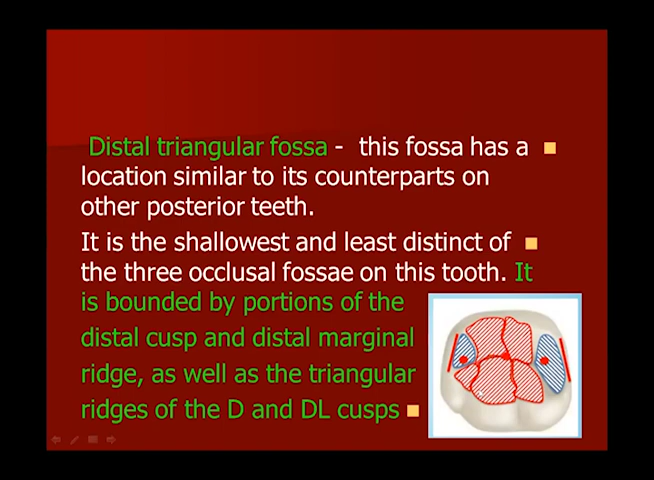 Distal triangular fossa - this fossa has a
location similar to its counterparts on
other posterior teeth.
It is the shallowest and least distinct of
the three occlusal fossae on this tooth. It
is bounded by portions of the
distal cusp and distal marginal
ridge, as well as the triangular
ridges of the D and DL cusps